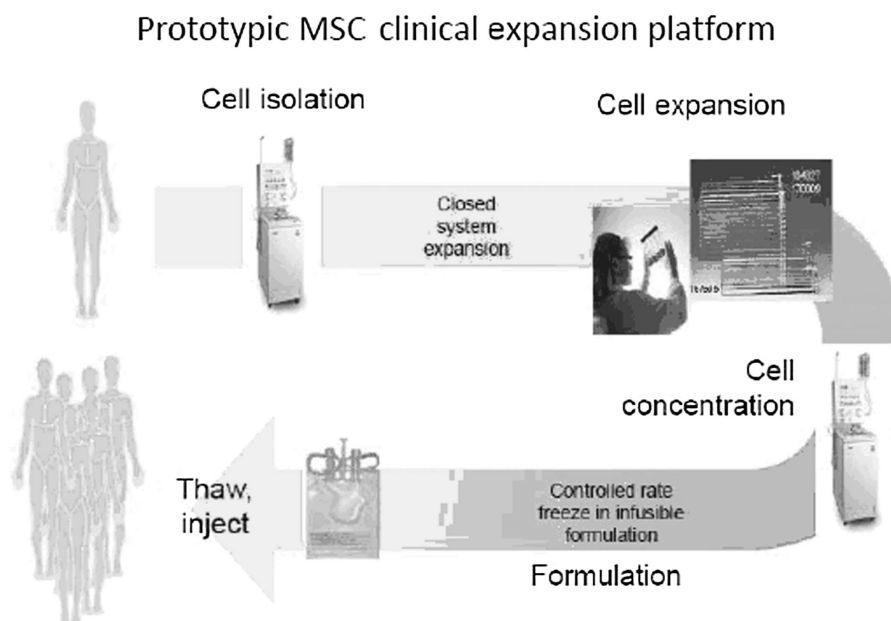 Prototypic MSC clinical expansion platform
Cell isolation
Cell expansion
Closed
system
expansion
Cell
concentration
Thaw,
inject
Controlled rate
freeze in infusible
formulation
Formulation